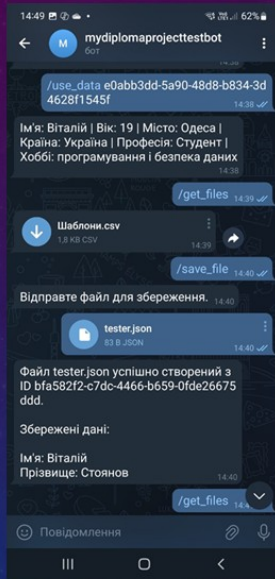 14:49
62%
M
mydiplomaprojecttestbot
бот
14:38
/use_data e0abb3dd-5a90-48d8-b834-3d
4628f1545f
14:38
Ім'я: Віталій | Вік: 19 | Місто: Одеса |
Країна: Україна | Професія: Студент |
Хоббі: програмування і безпека даних
14:38
/get_files 14:39
Шаблони.csv
1,8 KB CSV
14:39
/save_file 14:40
Відправте файл для збереження. 14:40
tester.json
83 B JSON
14:40
Файл tester.json успішно створений з
ID bfa582f2-c7dc-4466-b659-0fde26675
ddd.
Збережені дані:
Ім'я: Віталій
Прізвище: Стоянов
14:40
/get_files
Повідомлення